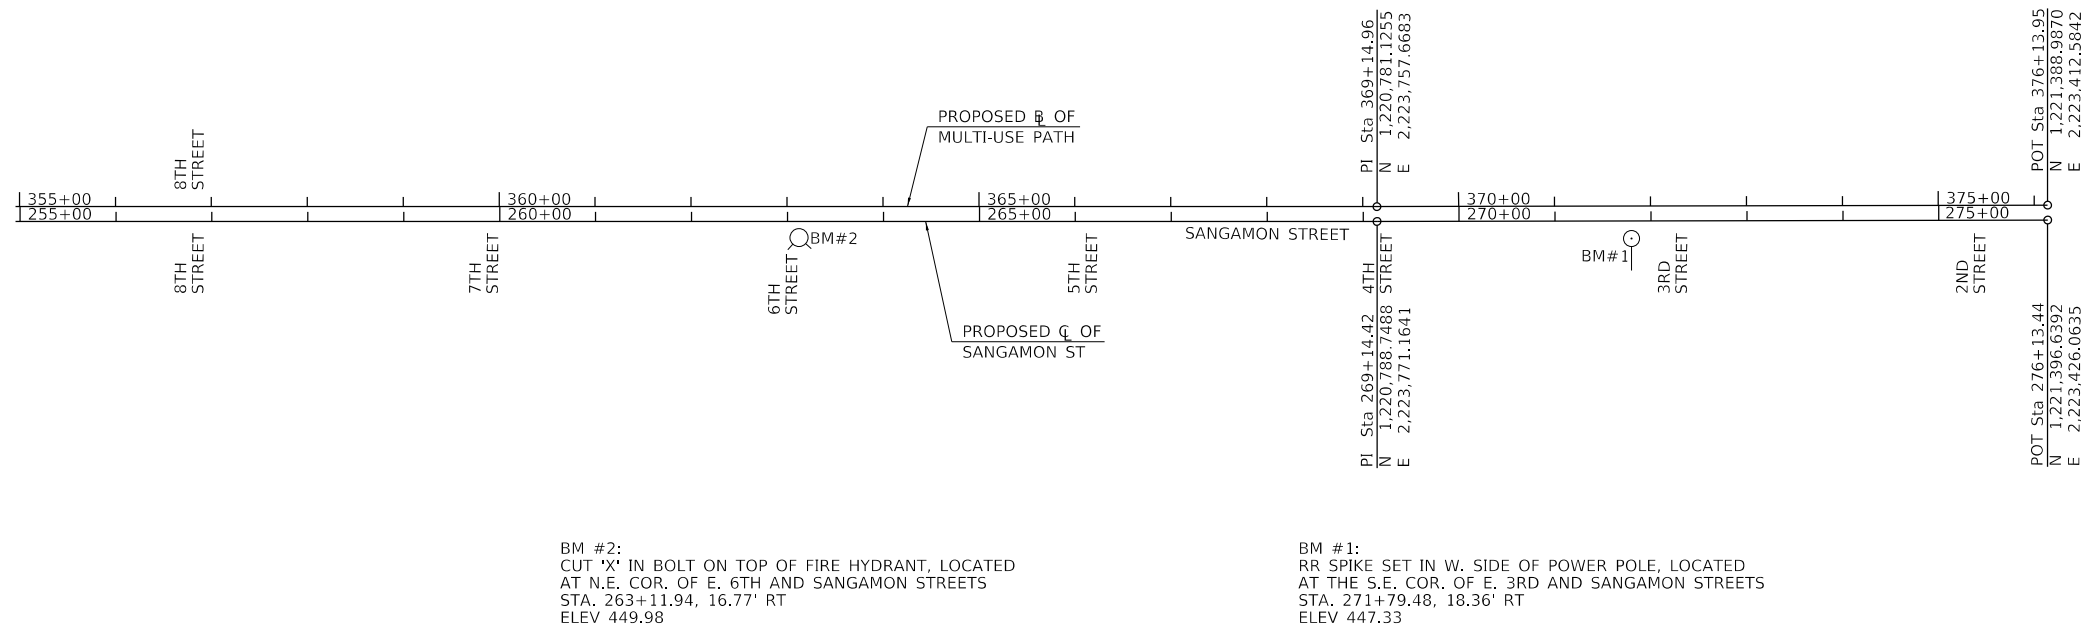 PI Sta 369+14.96
N 1,220,781.1255
E 2,223,757.6683
POT Sta 376+13.95
N 1,221,388.9870
E 2,223,412.5842
PROPOSED BL OF
MULTI-USE PATH
8TH
STREET
355+00
360+00
365+00
370+00
375+00
255+00
260+00
265+00
270+00
275+00
8TH
STREET
7TH
STREET
6TH
STREET
BM#2
5TH
STREET
SANGAMON STREET
4TH
STREET
BM#1
3RD
STREET
2ND
STREET
PROPOSED CL OF
SANGAMON ST
PI Sta 269+14.42
N 1,220,788.7488
E 2,223,771.1641
POT Sta 276+13.44
N 1,221,396.6392
E 2,223,426.0635
BM #2:
CUT 'X' IN BOLT ON TOP OF FIRE HYDRANT, LOCATED
AT N.E. COR. OF E. 6TH AND SANGAMON STREETS
STA. 263+11.94, 16.77' RT
ELEV 449.98
BM #1:
RR SPIKE SET IN W. SIDE OF POWER POLE, LOCATED
AT THE S.E. COR. OF E. 3RD AND SANGAMON STREETS
STA. 271+79.48, 18.36' RT
ELEV 447.33